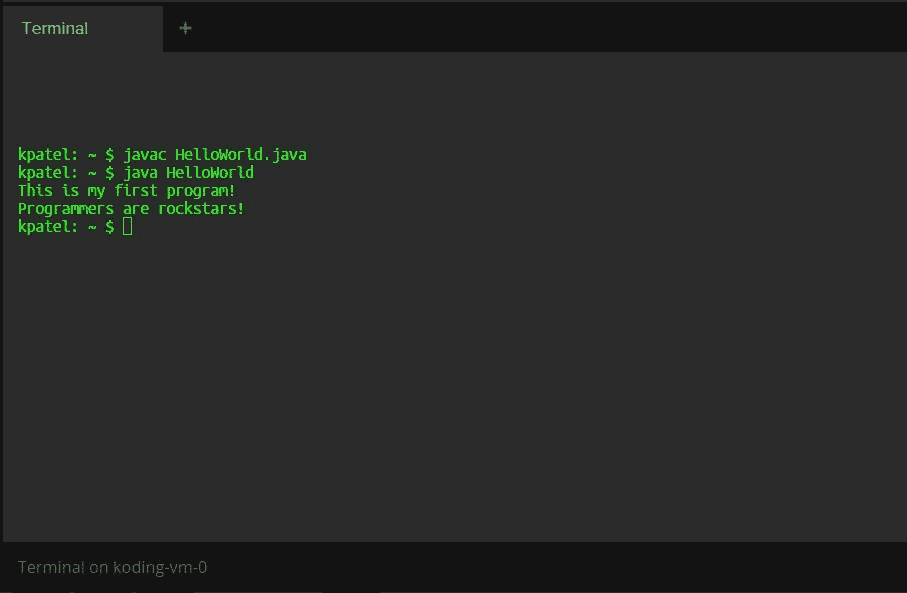 Terminal +
kpatel: ~ $ javac HelloWorld.java
kpatel: ~ $ java HelloWorld
This is my first program!
Programmers are rockstars!
kpatel: ~ $
Terminal on koding-vm-0